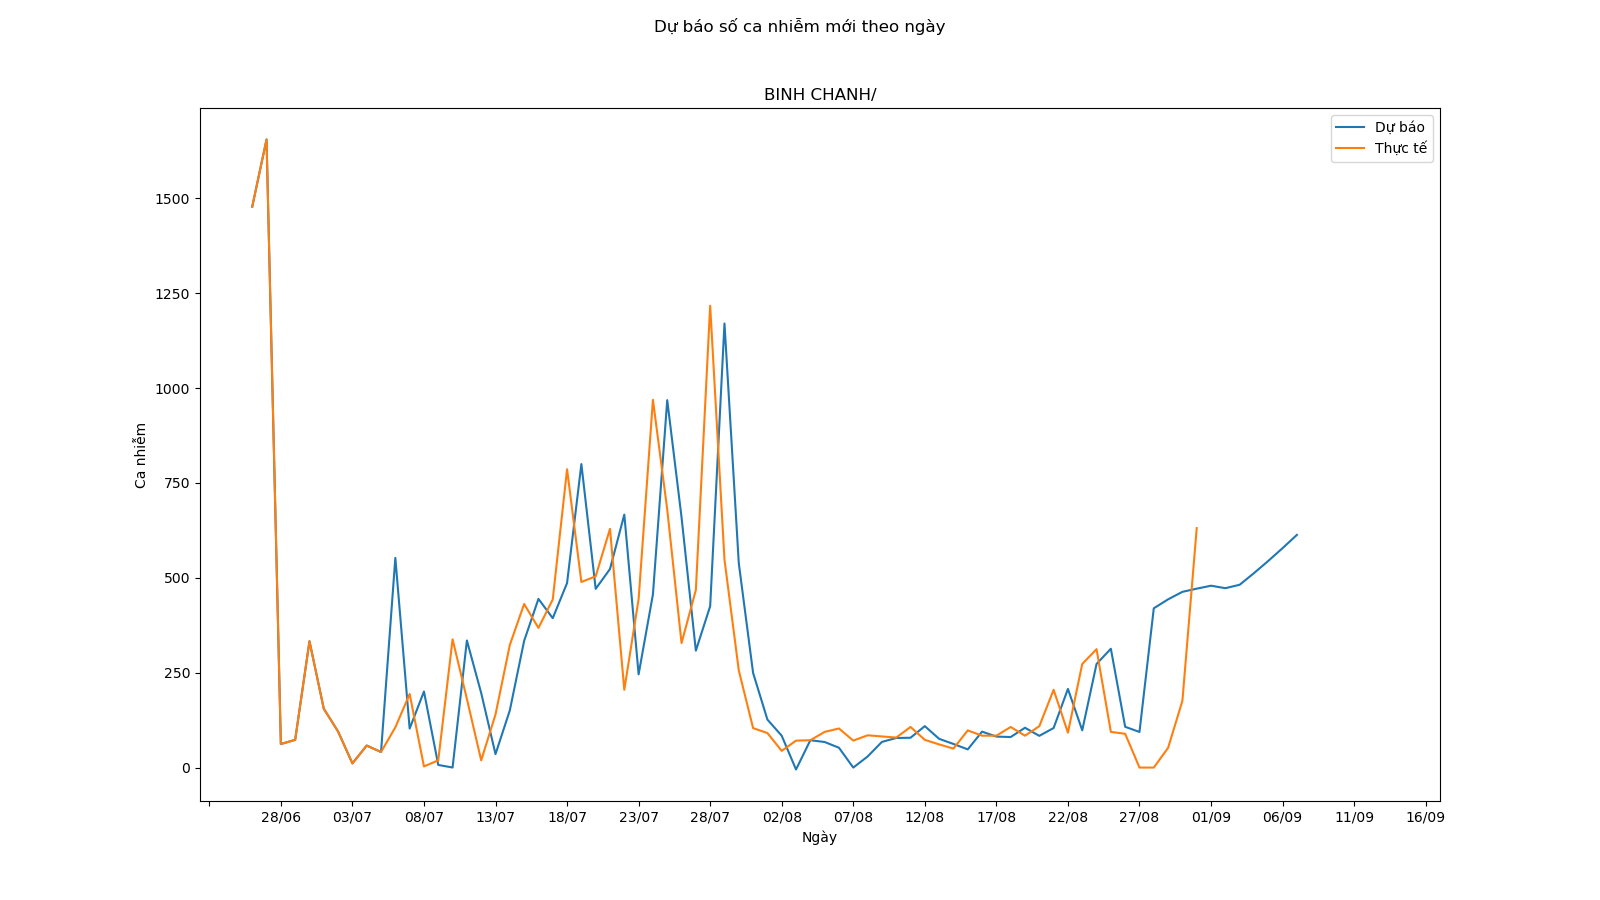 Dự báo số ca nhiễm mới theo ngày
BINH CHANH/
Dự báo
Thực tế
1500
1250
1000
750
500
250
0
Ca nhiễm
28/06 03/07 08/07 13/07 18/07 23/07 28/07 02/08 07/08 12/08 17/08 22/08 27/08 01/09 06/09 11/09 16/09
Ngày